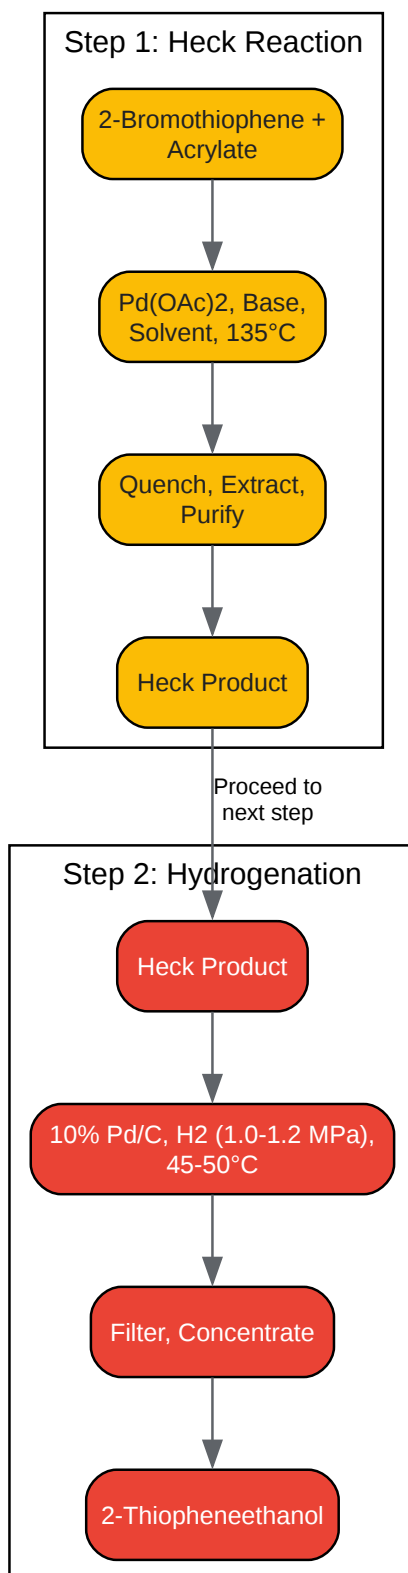 Step 1: Heck Reaction
2-Bromothiophene +
Acrylate
Pd(OAc)2, Base,
Solvent, 135°C
Quench, Extract,
Purify
Heck Product
Proceed to
next step
Step 2: Hydrogenation
Heck Product
10% Pd/C, H2 (1.0-1.2 MPa),
45-50°C
Filter, Concentrate
2-Thiopheneethanol